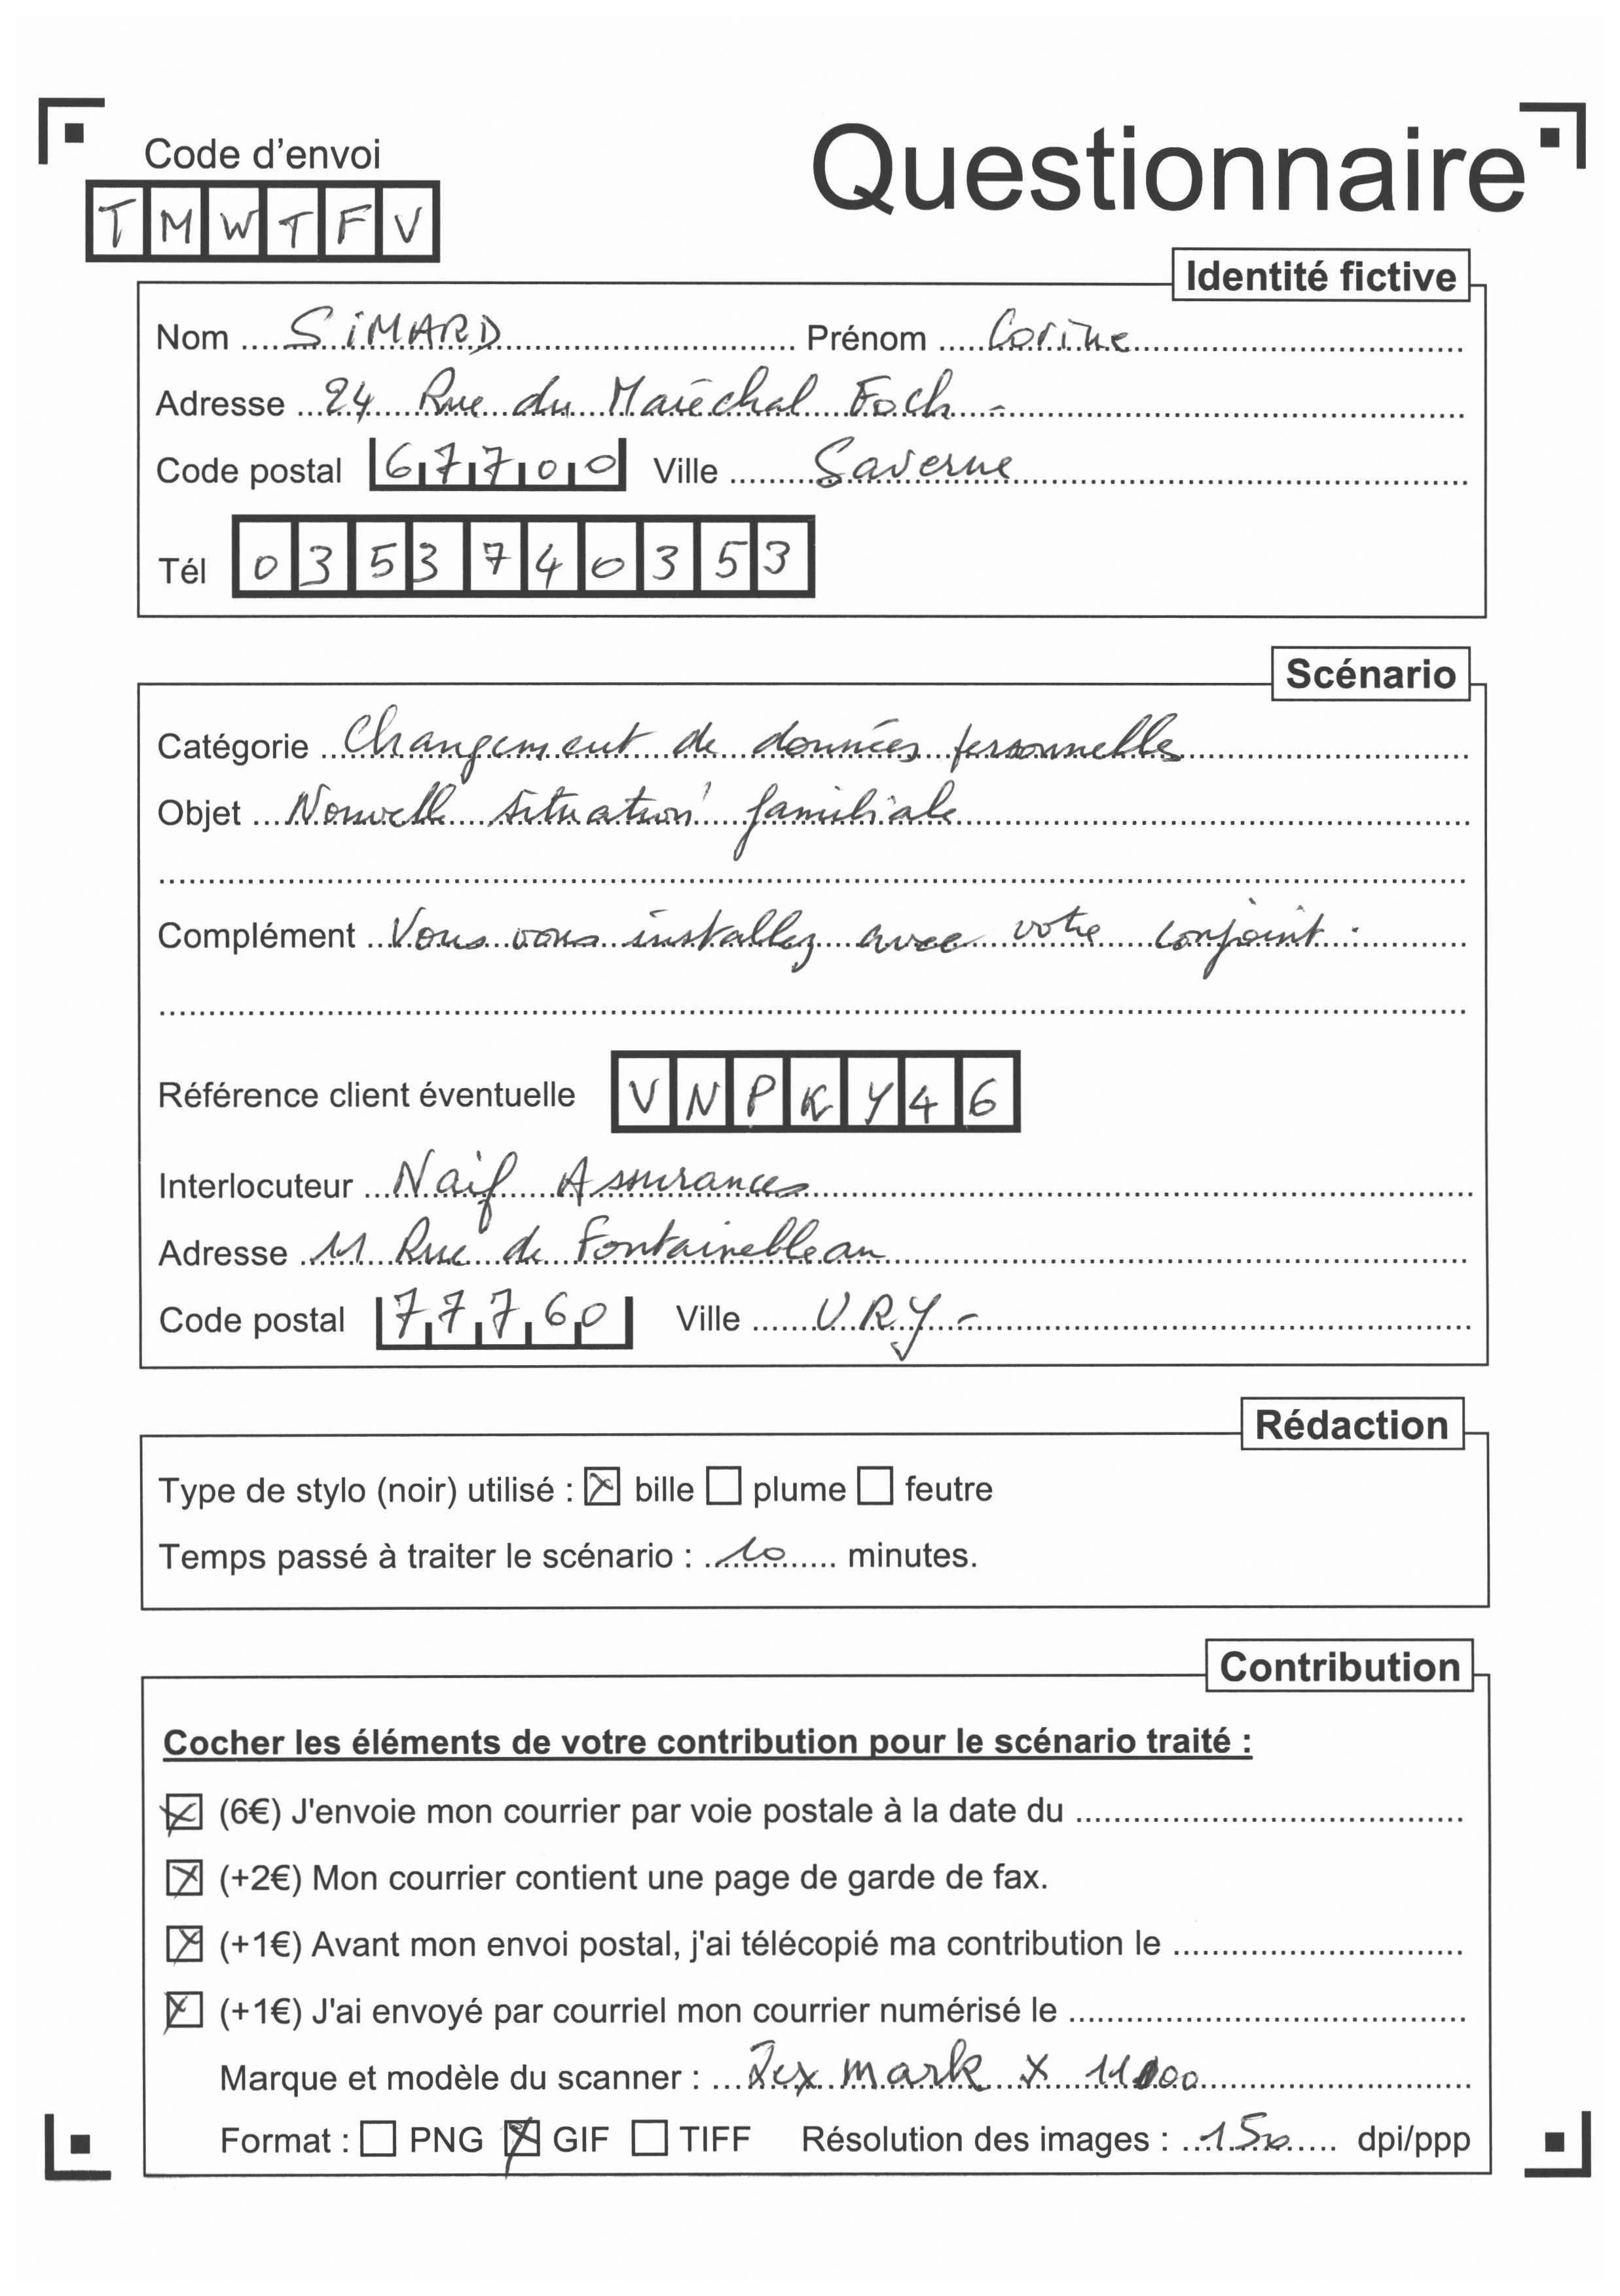 Code d'envoi
Questionnaire
TMWTFV
Identité fictive
Nom SIMARD Prénom Corine
Adresse 24 Rue du Maréchal Foch -
Code postal 67700 Ville Saverne
Tél 0353740353
Scénario
Catégorie Changement de données personnelles
Objet Nouvelle situation familiale
Complément Vous vous installez avec votre conjoint.
Référence client éventuelle VNPKY46
Interlocuteur Naïf Assurances
Adresse 11 Rue de Fontainebleau
Code postal 77760 Ville URY -
Rédaction
Type de stylo (noir) utilisé : bille plume feutre
Temps passé à traiter le scénario : 10 minutes.
Contribution
Cocher les éléments de votre contribution pour le scénario traité :
(6€) J'envoie mon courrier par voie postale à la date du
(+2€) Mon courrier contient une page de garde de fax.
(+1€) Avant mon envoi postal, j'ai télécopié ma contribution le
(+1€) J'ai envoyé par courriel mon courrier numérisé le
Marque et modèle du scanner : Lexmark X
Format : PNG GIF TIFF Résolution des images : 150 dpi/ppp